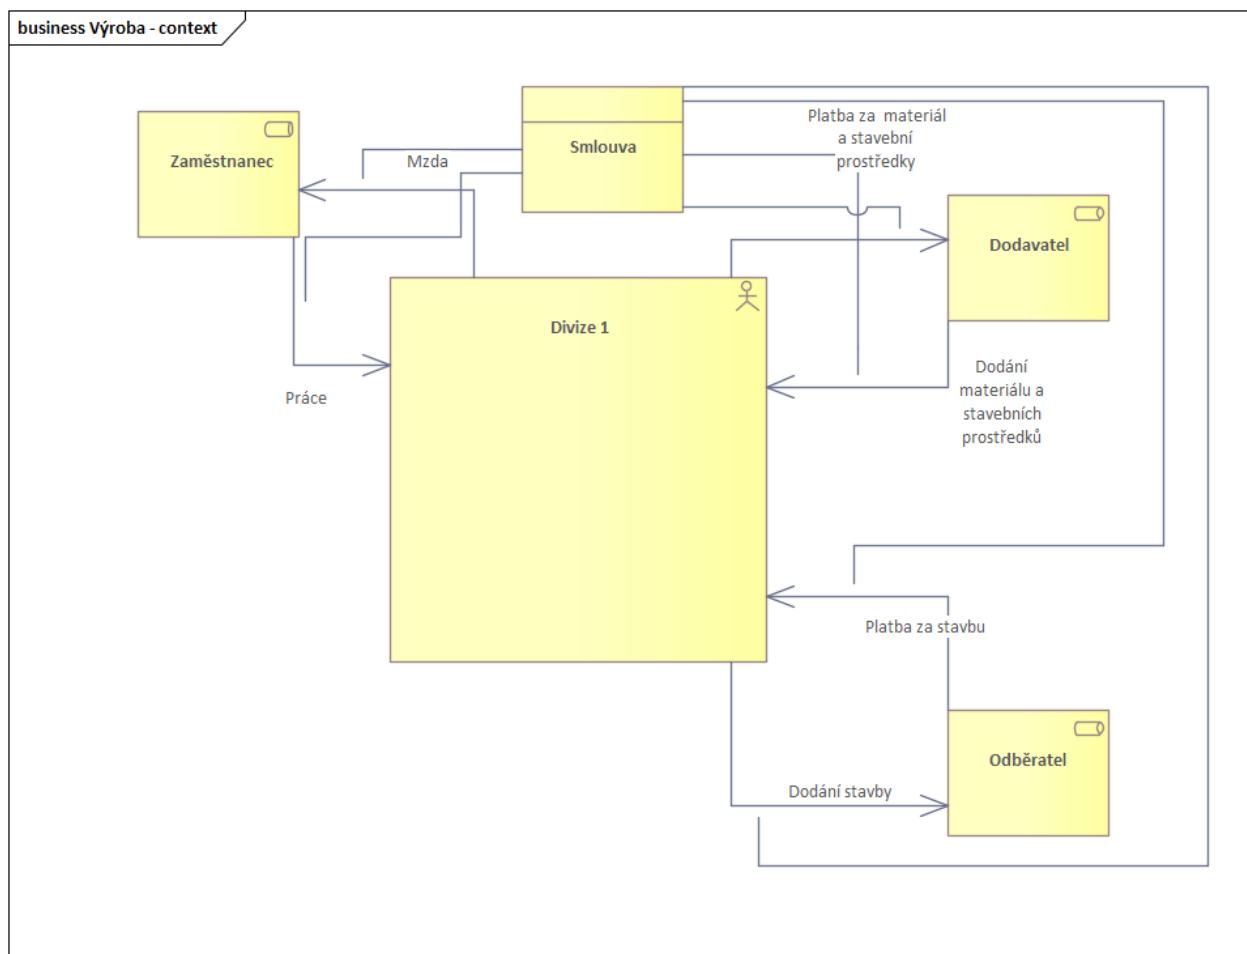 business Výroba - context
Zaměstnanec
Mzda
Smlouva
Platba za materiál
a stavební
prostředky
Dodavatel
Divize 1
Práce
Dodání
materiálu a
stavebních
prostředků
Platba za stavbu
Odběratel
Dodání stavby